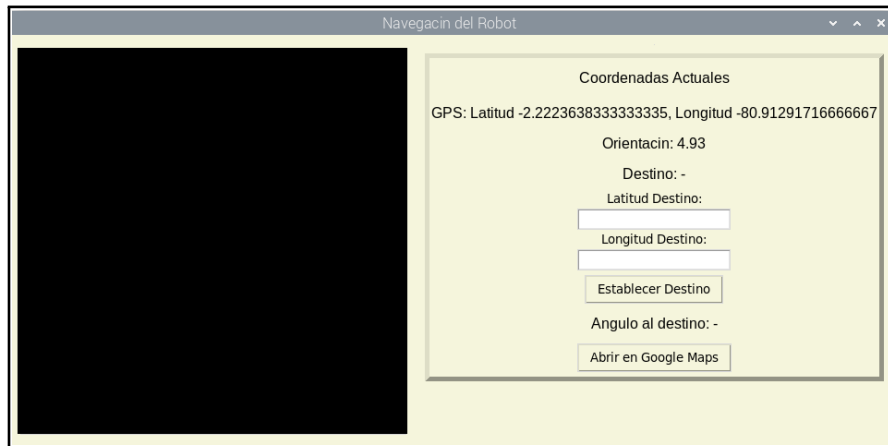 Navegacin del Robot
Coordenadas Actuales
GPS: Latitud -2.2223638333333335, Longitud -80.91291716666667
Orientacin: 4.93
Destino: -
Latitud Destino:
Longitud Destino:
Establecer Destino
Angulo al destino: -
Abrir en Google Maps